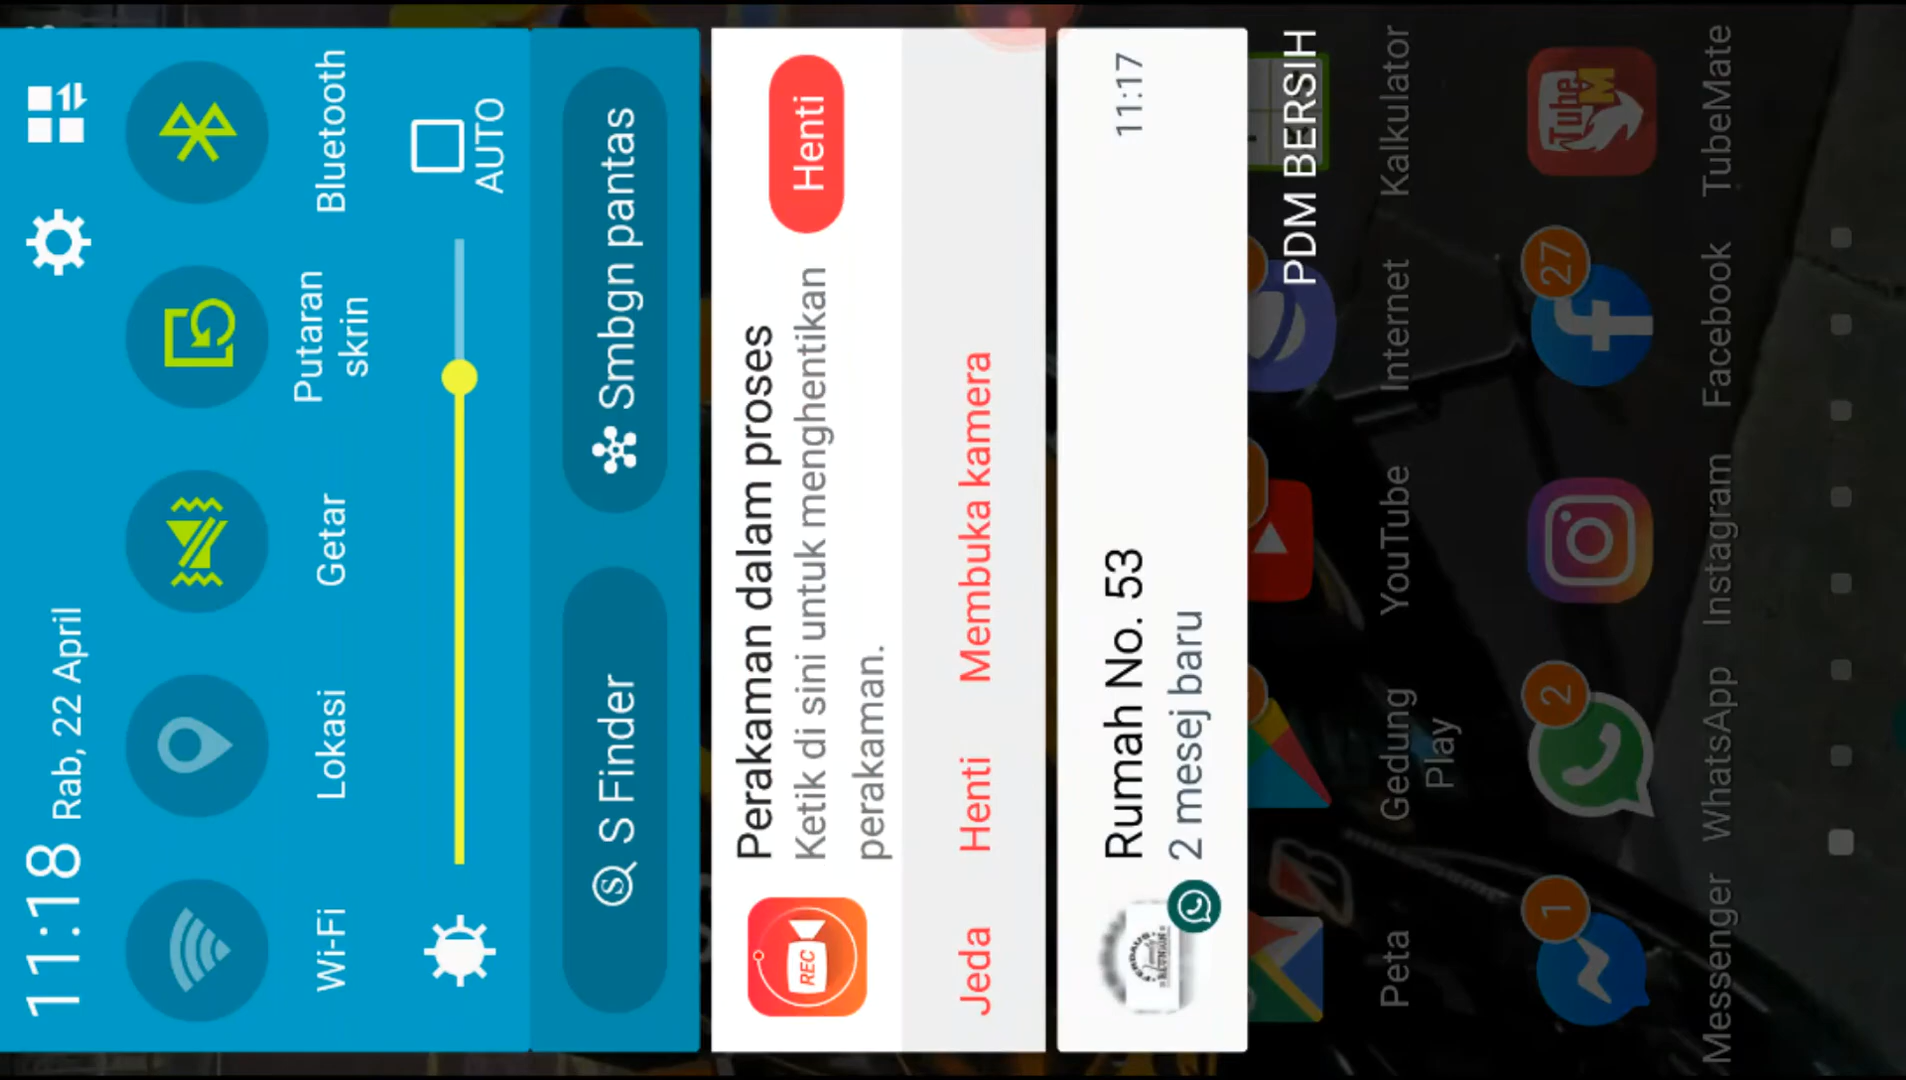 11:18 Rab, 22 April
Wi-Fi
Lokasi
Getar
Putaran
skrin
Bluetooth
AUTO
S Finder
Smbgn pantas
REC
Perakaman dalam proses
Ketik di sini untuk menghentikan
perakaman.
Henti
Jeda
Henti
Membuka kamera
Rumah No. 53
11:17
2 mesej baru
PDM BERSIH
Peta
Gedung
Play
YouTube
Internet
Kalkulator
1
2
27
Tube
M
Messenger
WhatsApp
Instagram
Facebook
TubeMate